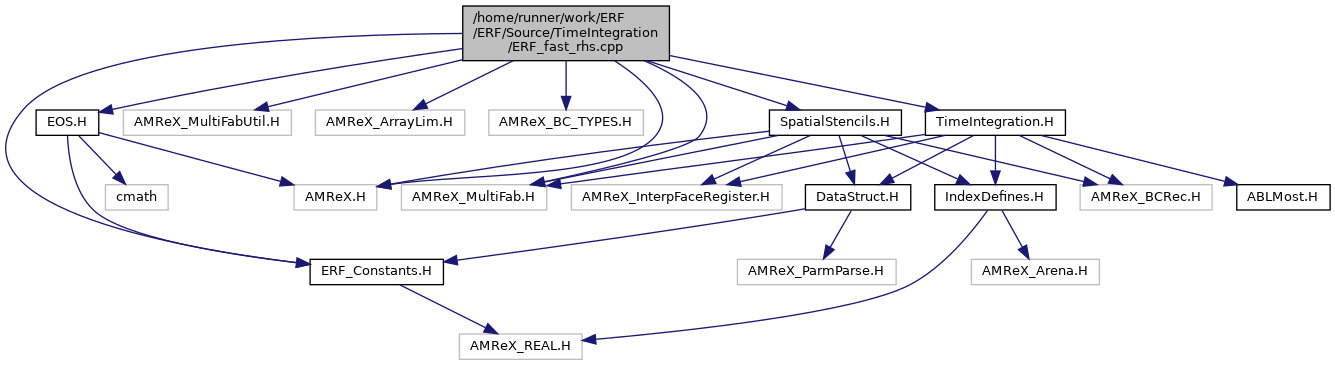 /home/runner/work/ERF
/ERF/Source/TimeIntegration
/ERF_fast_rhs.cpp
EOS.H
AMReX_MultiFabUtil.H
AMReX_ArrayLim.H
AMReX_BC_TYPES.H
SpatialStencils.H
TimeIntegration.H
cmath
AMReX.H
AMReX_MultiFab.H
AMReX_InterpFaceRegister.H
DataStruct.H
IndexDefines.H
AMReX_BCRec.H
ABLMost.H
ERF_Constants.H
AMReX_ParmParse.H
AMReX_Arena.H
AMReX_REAL.H